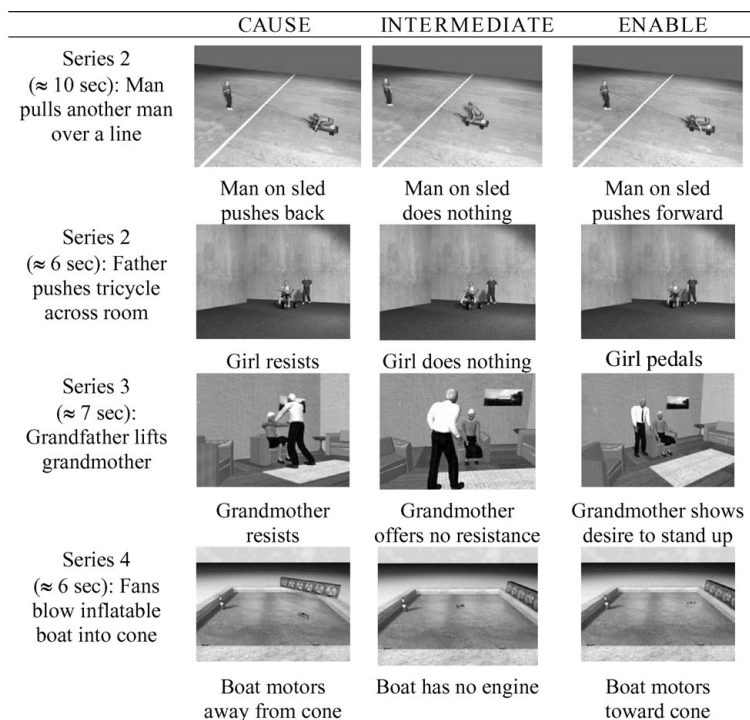 CAUSE INTERMEDIATE ENABLE
Series 2
(≈ 10 sec): Man
pulls another man
over a line
Man on sled
pushes back
Man on sled
does nothing
Man on sled
pushes forward
Series 2
(≈ 6 sec): Father
pushes tricycle
across room
Girl resists
Girl does nothing
Girl pedals
Series 3
(≈ 7 sec):
Grandfather lifts
grandmother
Grandmother
resists
Grandmother
offers no resistance
Grandmother shows
desire to stand up
Series 4
(≈ 6 sec): Fans
blow inflatable
boat into cone
Boat motors
away from cone
Boat has no engine
Boat motors
toward cone